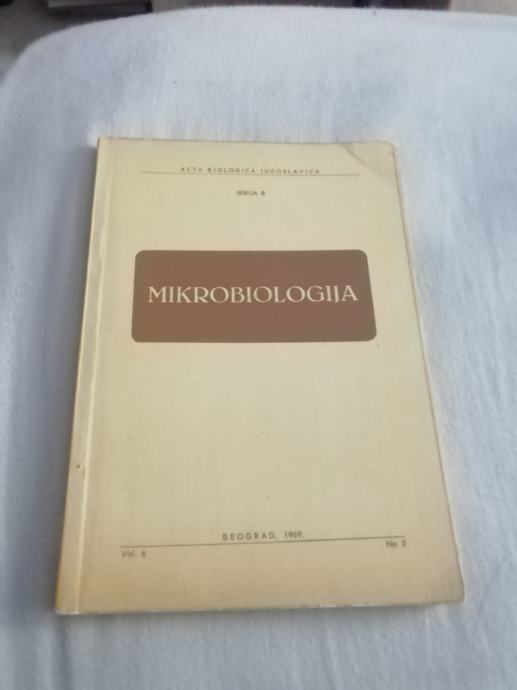 ACTA BIOLOGICA IUGOSLAVICA
SERIJA B
MIKROBIOLOGIJA
BEOGRAD, 1969.
Vol. 6
No 2